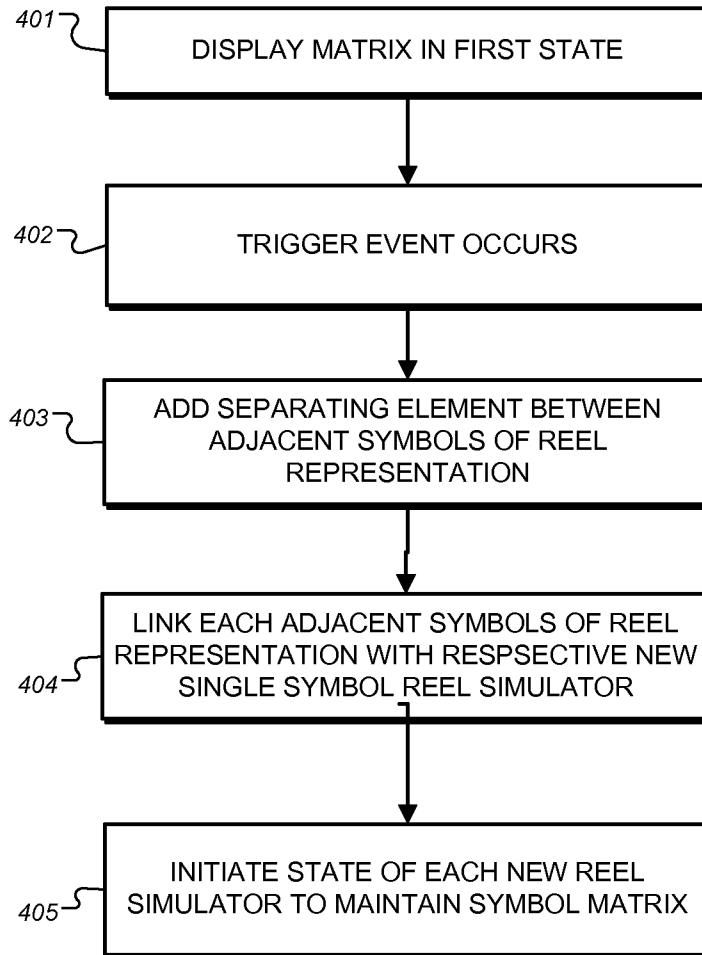 401
DISPLAY MATRIX IN FIRST STATE
402
TRIGGER EVENT OCCURS
403
ADD SEPARATING ELEMENT BETWEEN
ADJACENT SYMBOLS OF REEL
REPRESENTATION
404
LINK EACH ADJACENT SYMBOLS OF REEL
REPRESENTATION WITH RESPSECTIVE NEW
SINGLE SYMBOL REEL SIMULATOR
405
INITIATE STATE OF EACH NEW REEL
SIMULATOR TO MAINTAIN SYMBOL MATRIX